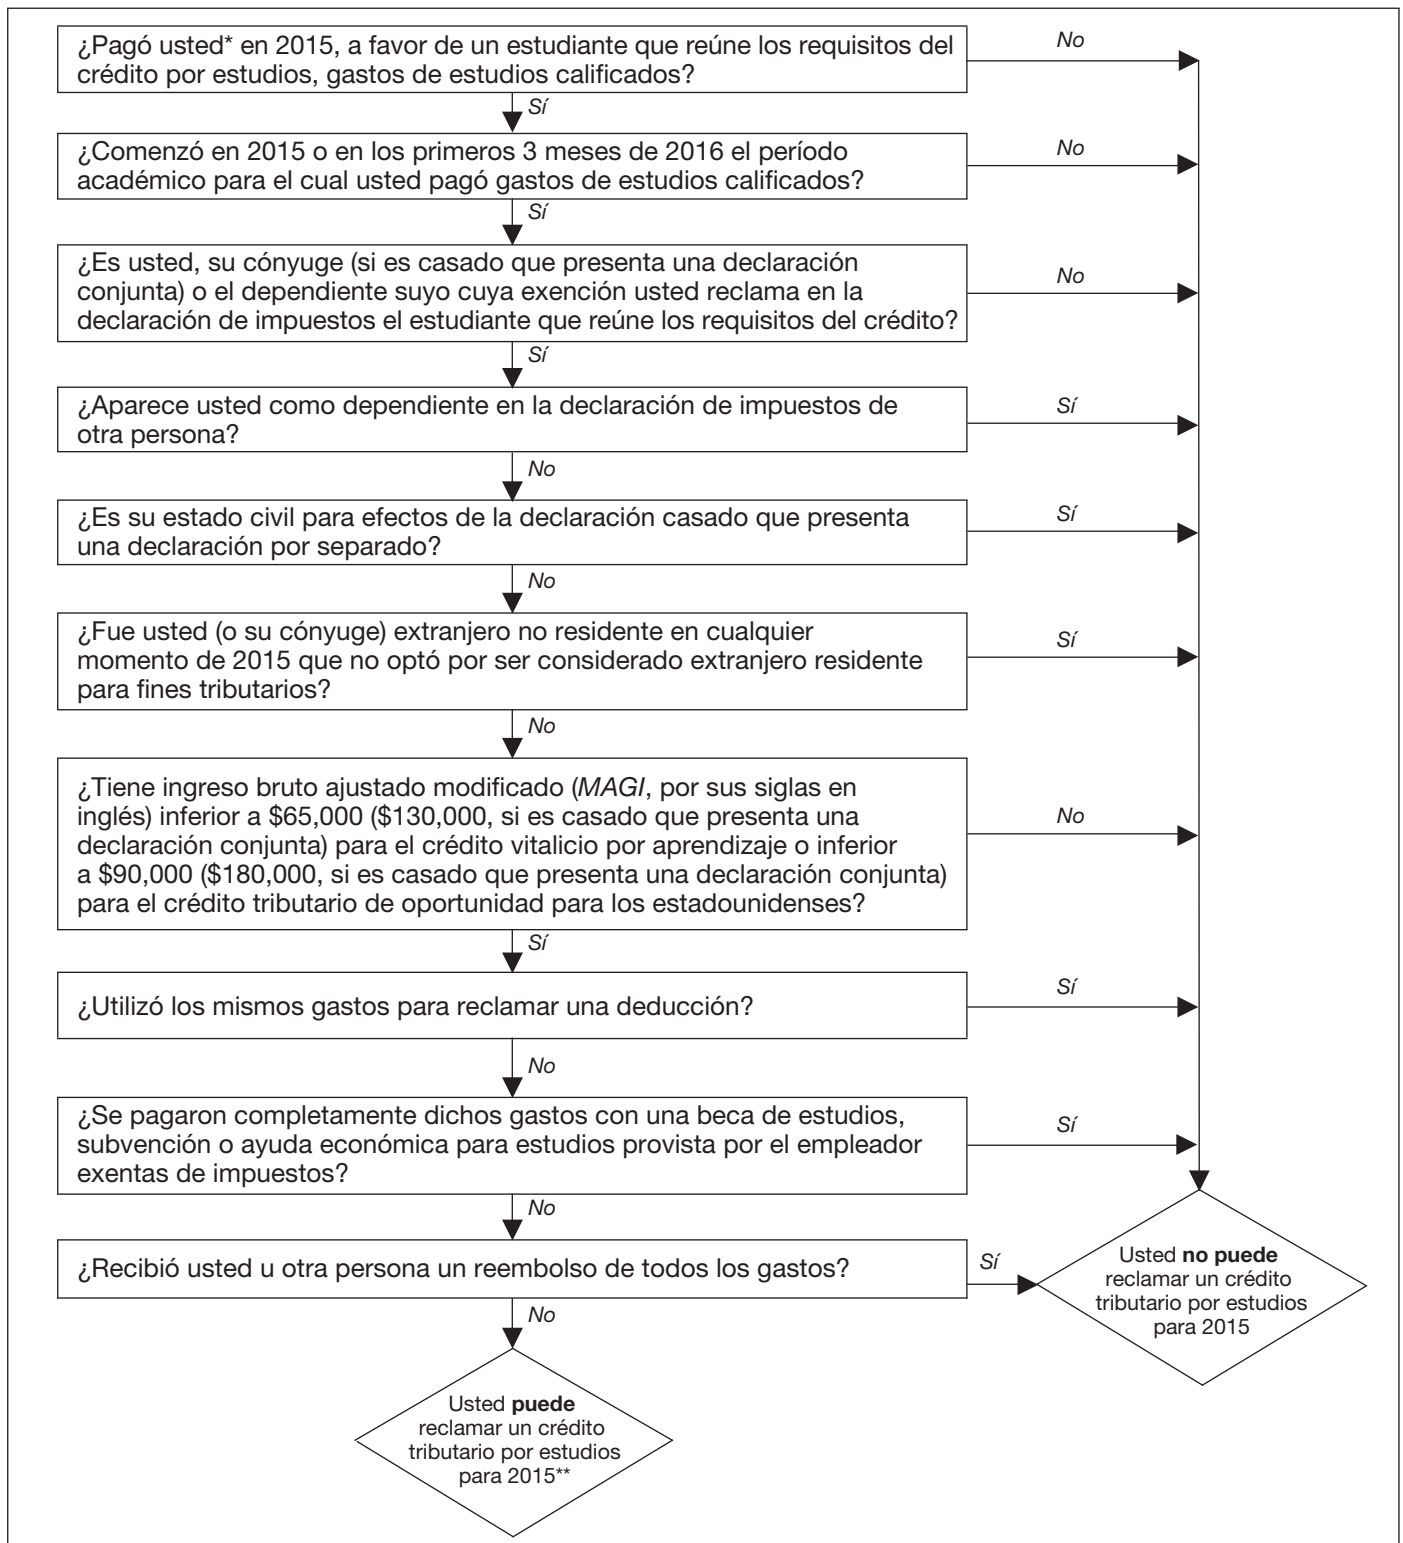 ¿Pagó usted* en 2015, a favor de un estudiante que reúne los requisitos del
crédito por estudios, gastos de estudios calificados?
No
Sí
¿Comenzó en 2015 o en los primeros 3 meses de 2016 el período
académico para el cual usted pagó gastos de estudios calificados?
No
Sí
¿Es usted, su cónyuge (si es casado que presenta una declaración
conjunta) o el dependiente suyo cuya exención usted reclama en la
declaración de impuestos el estudiante que reúne los requisitos del crédito?
No
Sí
¿Aparece usted como dependiente en la declaración de impuestos de
otra persona?
Sí
No
¿Es su estado civil para efectos de la declaración casado que presenta
una declaración por separado?
Sí
No
¿Fue usted (o su cónyuge) extranjero no residente en cualquier
momento de 2015 que no optó por ser considerado extranjero residente
para fines tributarios?
Sí
No
¿Tiene ingreso bruto ajustado modificado (MAGI, por sus siglas en
inglés) inferior a $65,000 ($130,000, si es casado que presenta una
declaración conjunta) para el crédito vitalicio por aprendizaje o inferior
a $90,000 ($180,000, si es casado que presenta una declaración conjunta)
para el crédito tributario de oportunidad para los estadounidenses?
No
Sí
¿Utilizó los mismos gastos para reclamar una deducción?
Sí
No
¿Se pagaron completamente dichos gastos con una beca de estudios,
subvención o ayuda económica para estudios provista por el empleador
exentas de impuestos?
Sí
No
¿Recibió usted u otra persona un reembolso de todos los gastos?
Sí
No
Usted no puede
reclamar un crédito
tributario por estudios
para 2015
Usted puede
reclamar un crédito
tributario por estudios
para 2015**